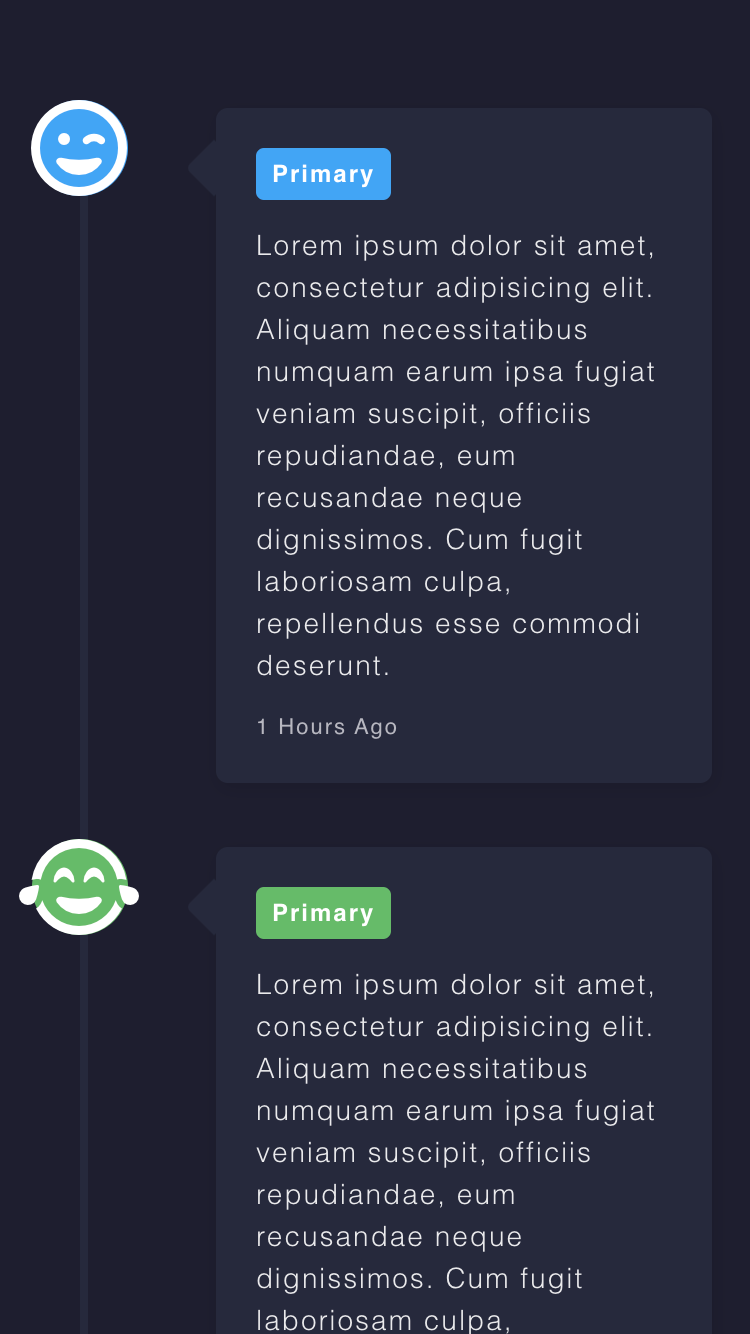 Primary
Lorem ipsum dolor sit amet,
consectetur adipisicing elit.
Aliquam necessitatibus
numquam earum ipsa fugiat
veniam suscipit, officiis
repudiandae, eum
recusandae neque
dignissimos. Cum fugit
laboriosam culpa,
repellendus esse commodi
deserunt.
1 Hours Ago
Primary
Lorem ipsum dolor sit amet,
consectetur adipisicing elit.
Aliquam necessitatibus
numquam earum ipsa fugiat
veniam suscipit, officiis
repudiandae, eum
recusandae neque
dignissimos. Cum fugit
laboriosam culpa,